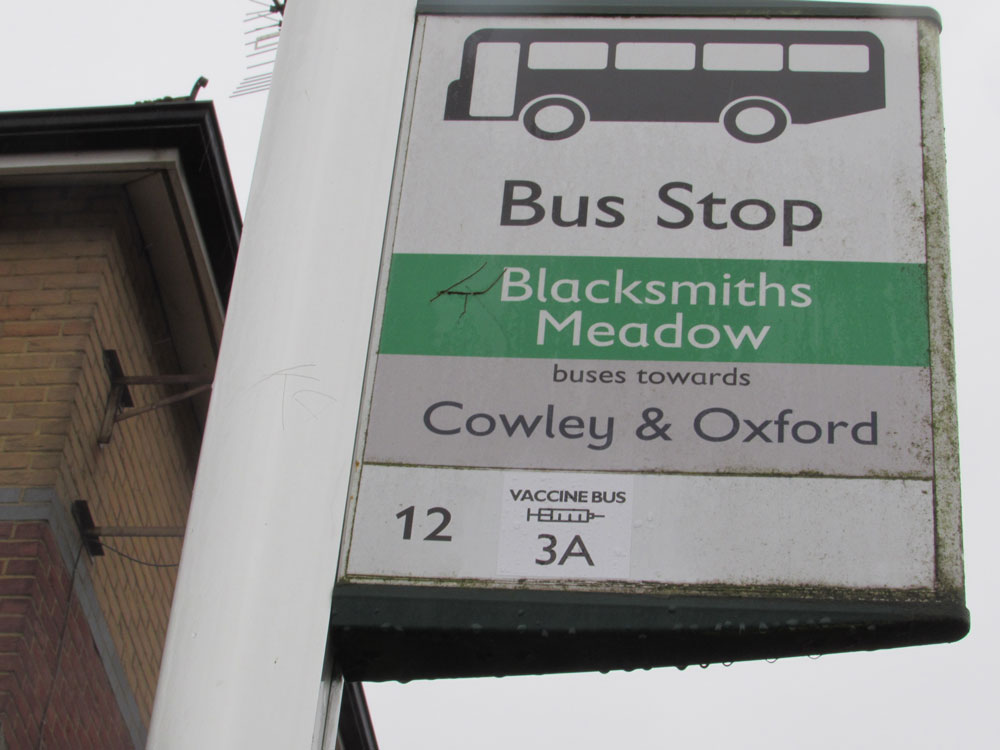 Bus Stop
Blacksmiths
Meadow
buses towards
Cowley & Oxford
12
VACCINE BUS
3A